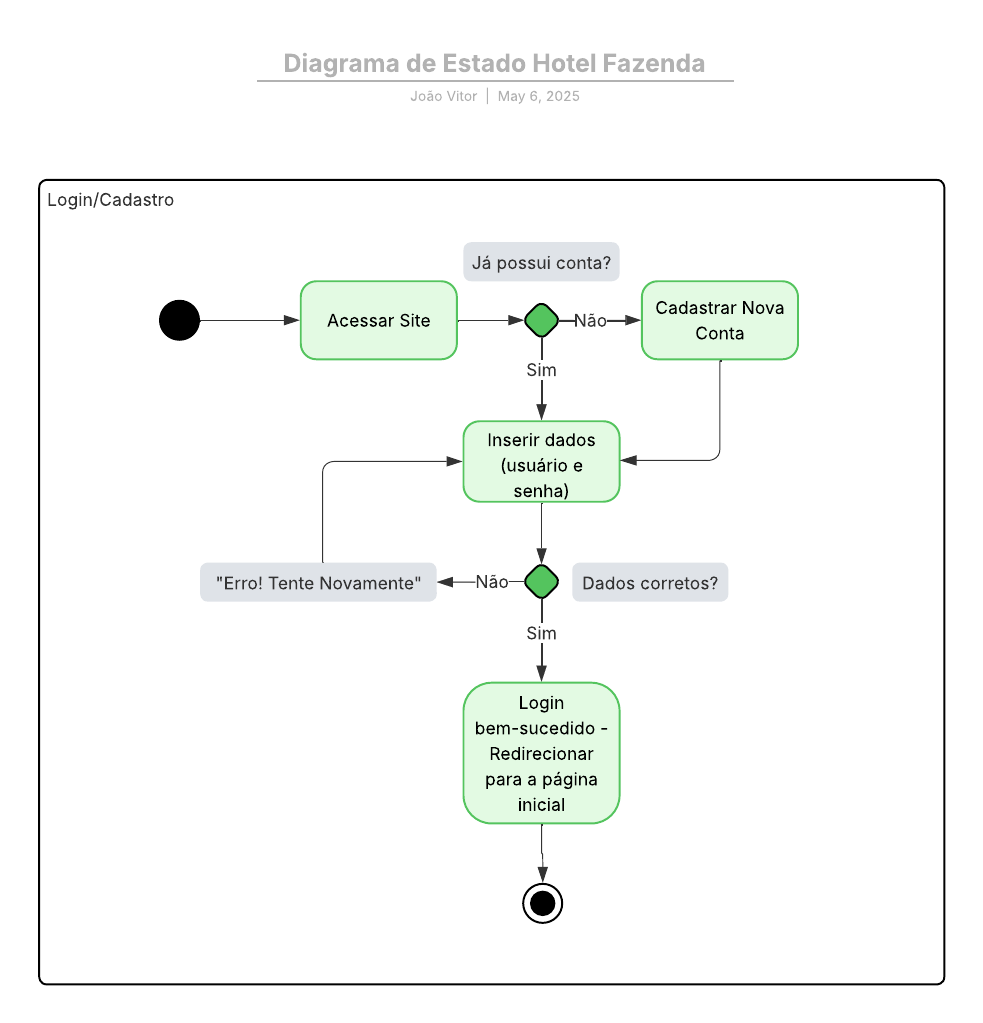 Diagrama de Estado Hotel Fazenda
João Vitor | May 6, 2025
Login/Cadastro
Já possui conta?
Acessar Site
Não
Cadastrar Nova
Conta
Sim
Inserir dados
(usuário e
senha)
"Erro! Tente Novamente"
Não
Dados corretos?
Sim
Login
bem-sucedido -
Redirecionar
para a página
inicial